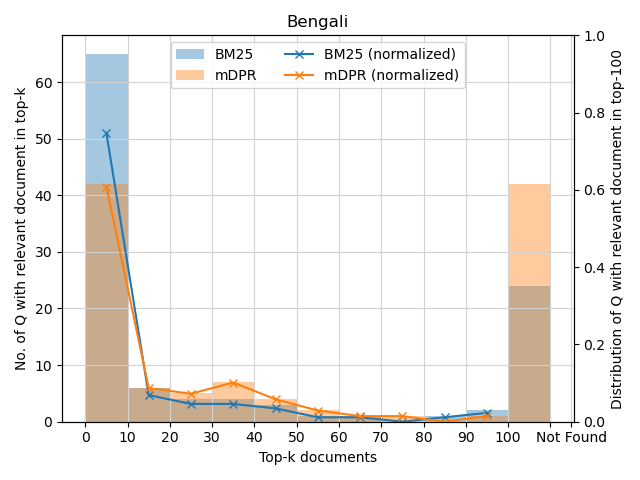 Bengali
BM25
mDPR
BM25 (normalized)
mDPR (normalized)
No. of Q with relevant document in top-k
0
10
20
30
40
50
60
Distribution of Q with relevant document in top-100
0.0
0.2
0.4
0.6
0.8
1.0
0 10 20 30 40 50 60 70 80 90 100 Not Found
Top-k documents